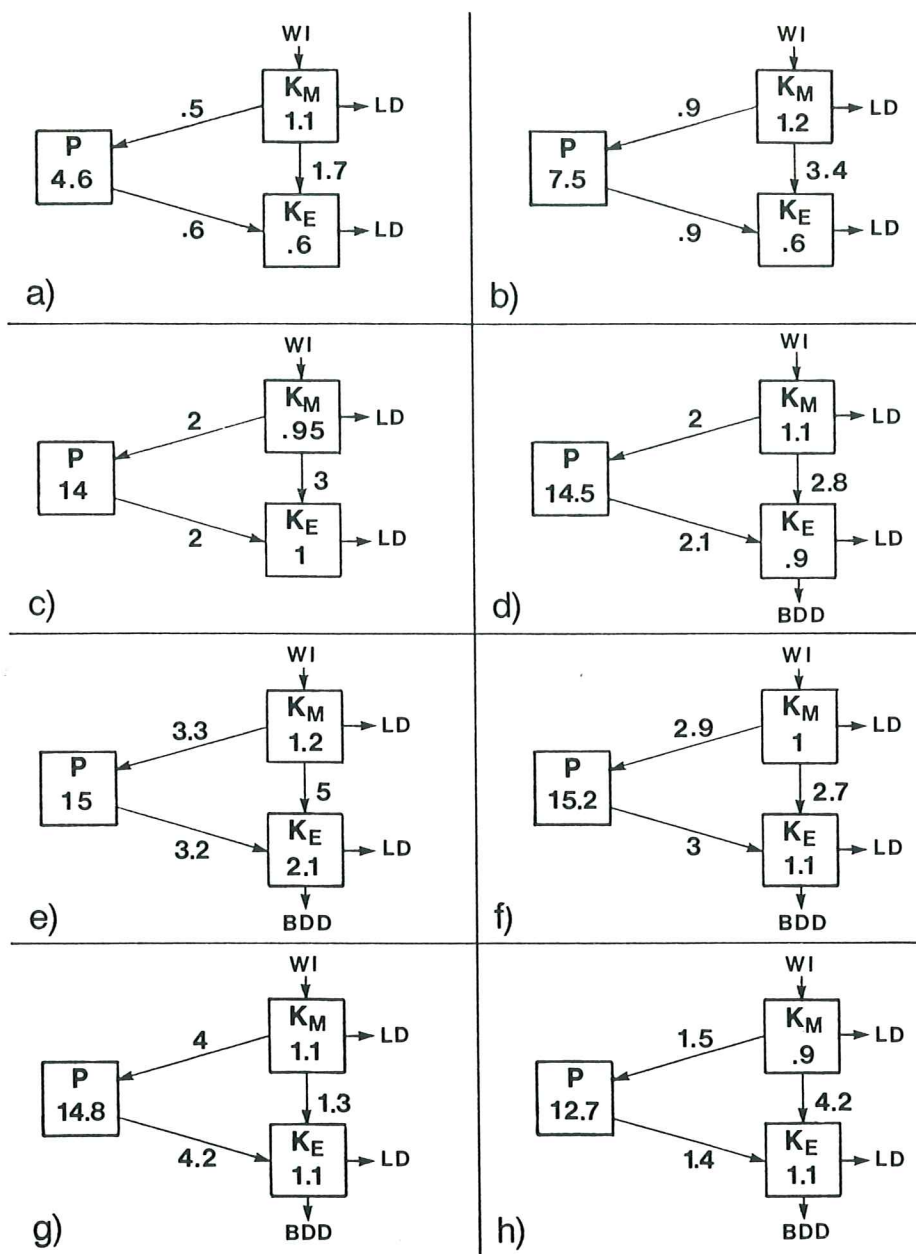 WI
K_M
1.1
LD
.5
P
4.6
1.7
K_E
.6
LD
.6
a)
WI
K_M
1.2
LD
.9
P
7.5
3.4
K_E
.6
LD
.9
b)
WI
K_M
.95
LD
2
P
14
3
K_E
1
LD
2
c)
WI
K_M
1.1
LD
2
P
14.5
2.8
K_E
.9
LD
2.1
BDD
d)
WI
K_M
1.2
LD
3.3
P
15
5
K_E
2.1
LD
3.2
BDD
e)
WI
K_M
1
LD
2.9
P
15.2
2.7
K_E
1.1
LD
3
BDD
f)
WI
K_M
1.1
LD
4
P
14.8
1.3
K_E
1.1
LD
4.2
BDD
g)
WI
K_M
.9
LD
1.5
P
12.7
4.2
K_E
1.1
LD
1.4
BDD
h)